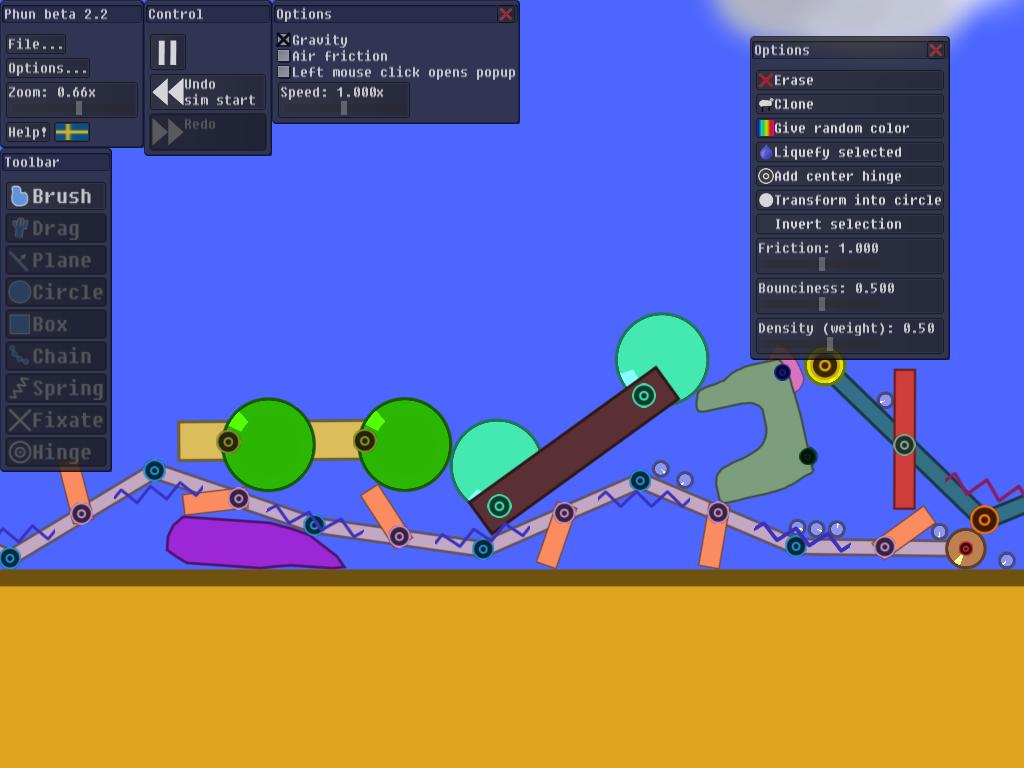 Phun beta 2.2
File...
Options...
Zoom: 0.66x
Help!
Control
Undo
sim start
Redo
Options
Gravity
Air friction
Left mouse click opens popup
Speed: 1.000x
Toolbar
Brush
Drag
Plane
Circle
Box
Chain
Spring
Fixate
Hinge
Options
Erase
Clone
Give random color
Liquefy selected
Add center hinge
Transform into circle
Invert selection
Friction: 1.000
Bounciness: 0.500
Density (weight): 0.50